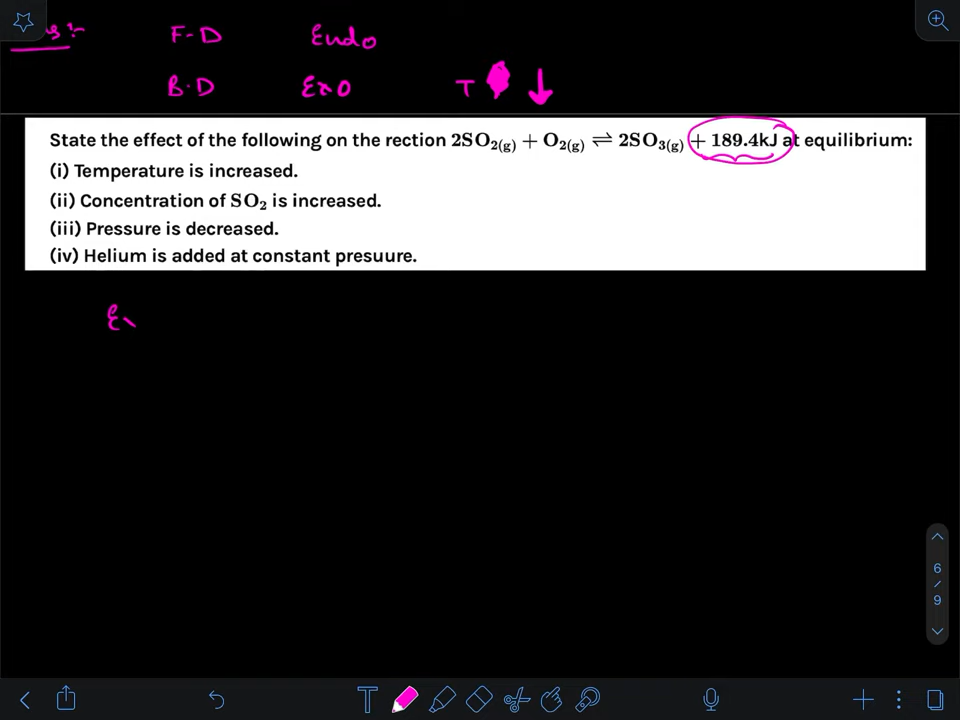 F-D Endo
B.D Exo T ↓
State the effect of the following on the rection 2SO₂(g) + O₂(g) ⇌ 2SO₃(g) + 189.4kJ at equilibrium:
(i) Temperature is increased.
(ii) Concentration of SO₂ is increased.
(iii) Pressure is decreased.
(iv) Helium is added at constant presuure.
Ex
6
/
9
T